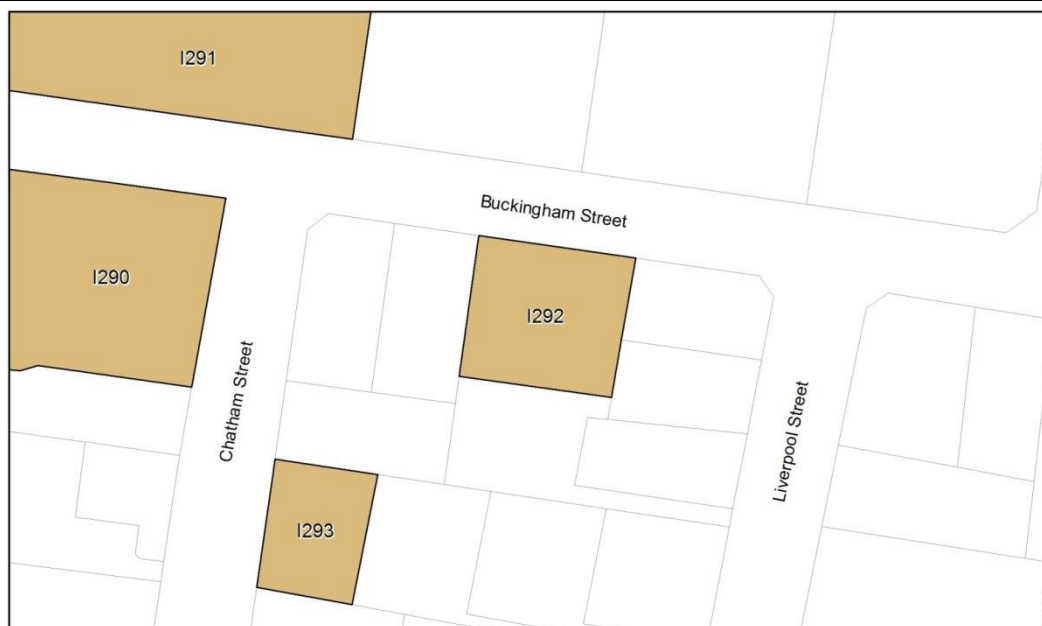 I291
Buckingham Street
I290
I292
Chatham Street
Liverpool Street
I293